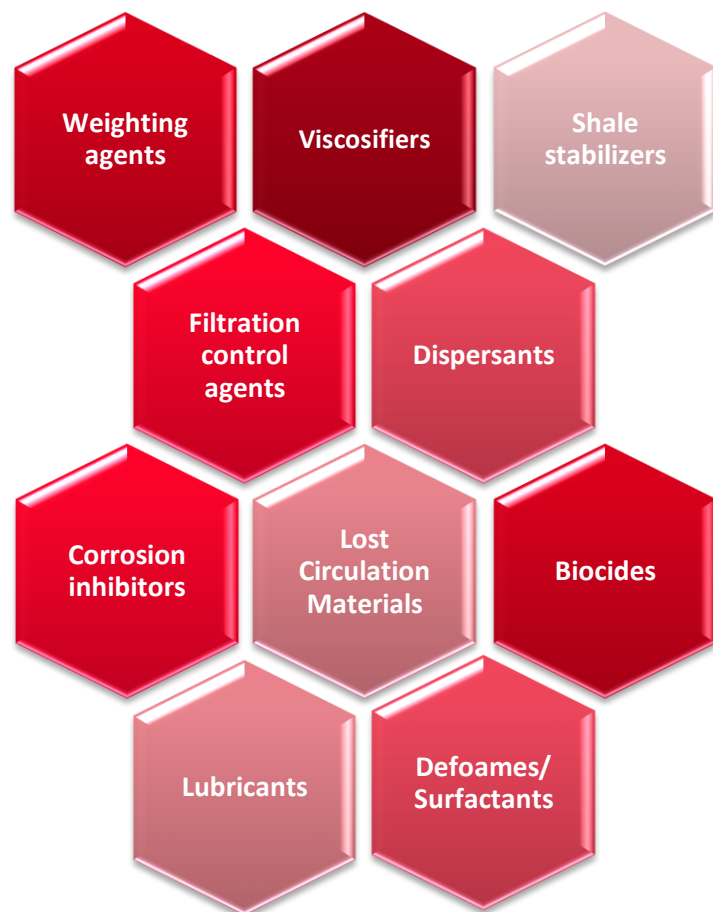 Weighting
agents
Viscosifiers
Shale
stabilizers
Filtration
control
agents
Dispersants
Corrosion
inhibitors
Lost
Circulation
Materials
Biocides
Lubricants
Defoames/
Surfactants